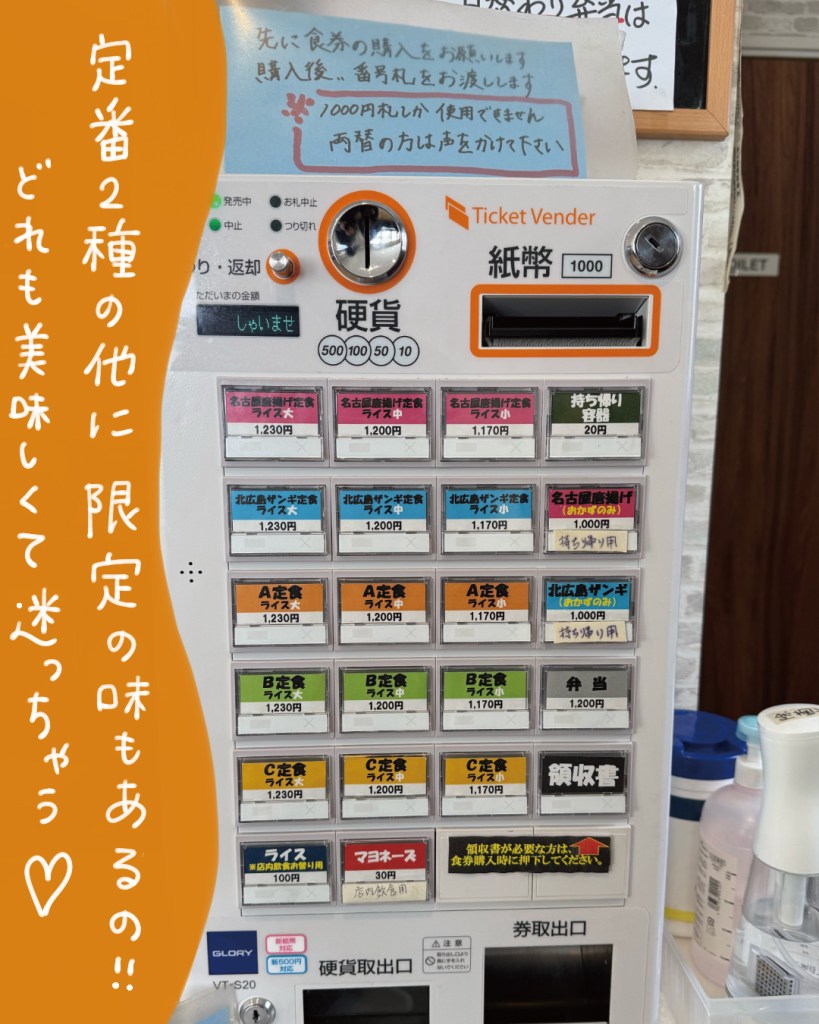 定番2種の他に 限定の味もあるの!!
どれも美味しくて迷っちゃう♡
先に食券の購入をお願いします
購入後、番号札をお渡しします
※1000円札しか使用できません
両替の方は声をかけて下さい
発売中
お札中止
中止
つり切れ
り・返却
ただいまの金額
しゃいませ
Ticket Vender
硬貨
500 100 50 10
紙幣 1000
TOILET
名古屋唐揚げ定食 ライス大 1,230円
名古屋唐揚げ定食 ライス中 1,200円
名古屋唐揚げ定食 ライス小 1,170円
持ち帰り容器 20円
北広島ザンギ定食 ライス大 1,230円
北広島ザンギ定食 ライス中 1,200円
北広島ザンギ定食 ライス小 1,170円
名古屋唐揚げ (おかずのみ) 1,000円 持ち帰り用
A定食 ライス大 1,230円
A定食 ライス中 1,200円
A定食 ライス小 1,170円
北広島ザンギ (おかずのみ) 1,000円 持ち帰り用
B定食 ライス大 1,230円
B定食 ライス中 1,200円
B定食 ライス小 1,170円
弁当 1,200円
C定食 ライス大 1,230円
C定食 ライス中 1,200円
C定食 ライス小 1,170円
領収書
ライス ※店内飲食お替り用 100円
マヨネーズ 30円 店内飲食用
領収書が必要な方は、
食券購入時に押下してください。
GLORY
VT-S20
新紙幣対応
新500円対応
硬貨取出口
注意
券取出口